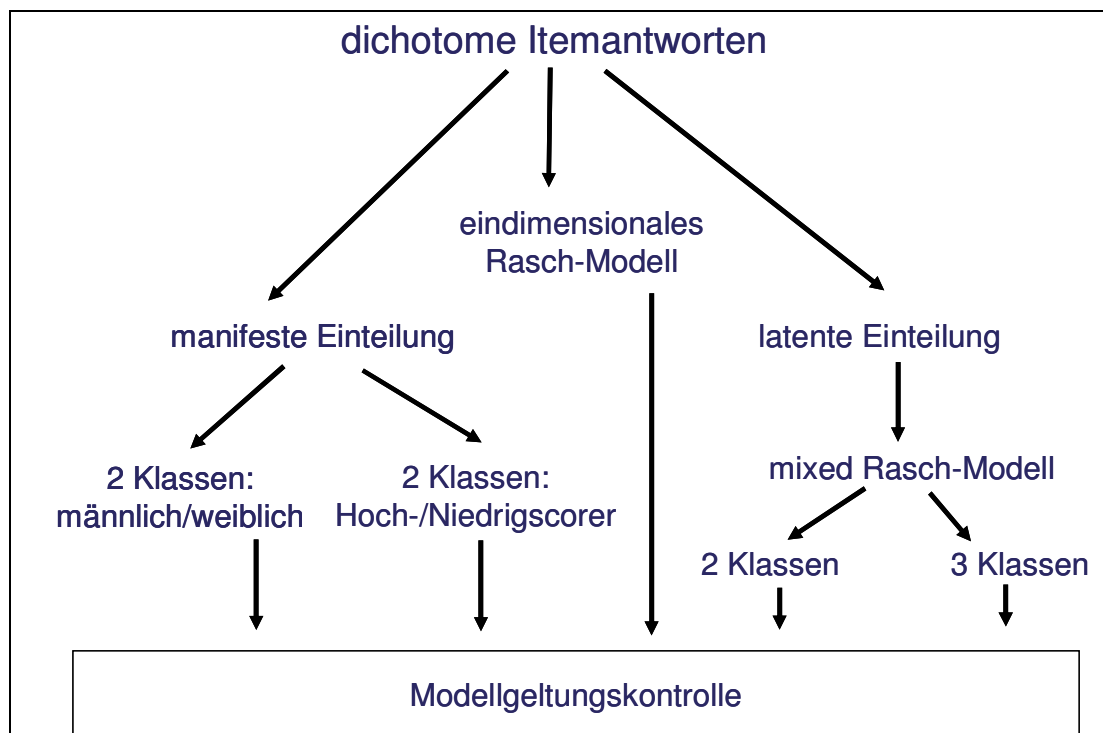 dichotome Itemantworten
eindimensionales
Rasch-Modell
manifeste Einteilung
latente Einteilung
2 Klassen:
männlich/weiblich
2 Klassen:
Hoch-/Niedrigscorer
mixed Rasch-Modell
2 Klassen
3 Klassen
Modellgeltungskontrolle